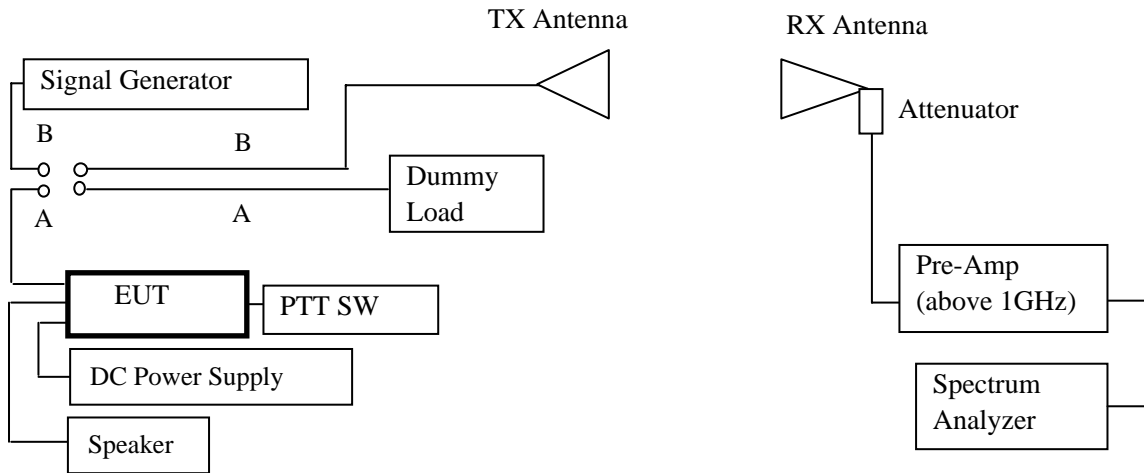 TX Antenna
RX Antenna
Signal Generator
Attenuator
B
B
Dummy
Load
A
A
Pre-Amp
(above 1GHz)
EUT
PTT SW
DC Power Supply
Spectrum
Analyzer
Speaker